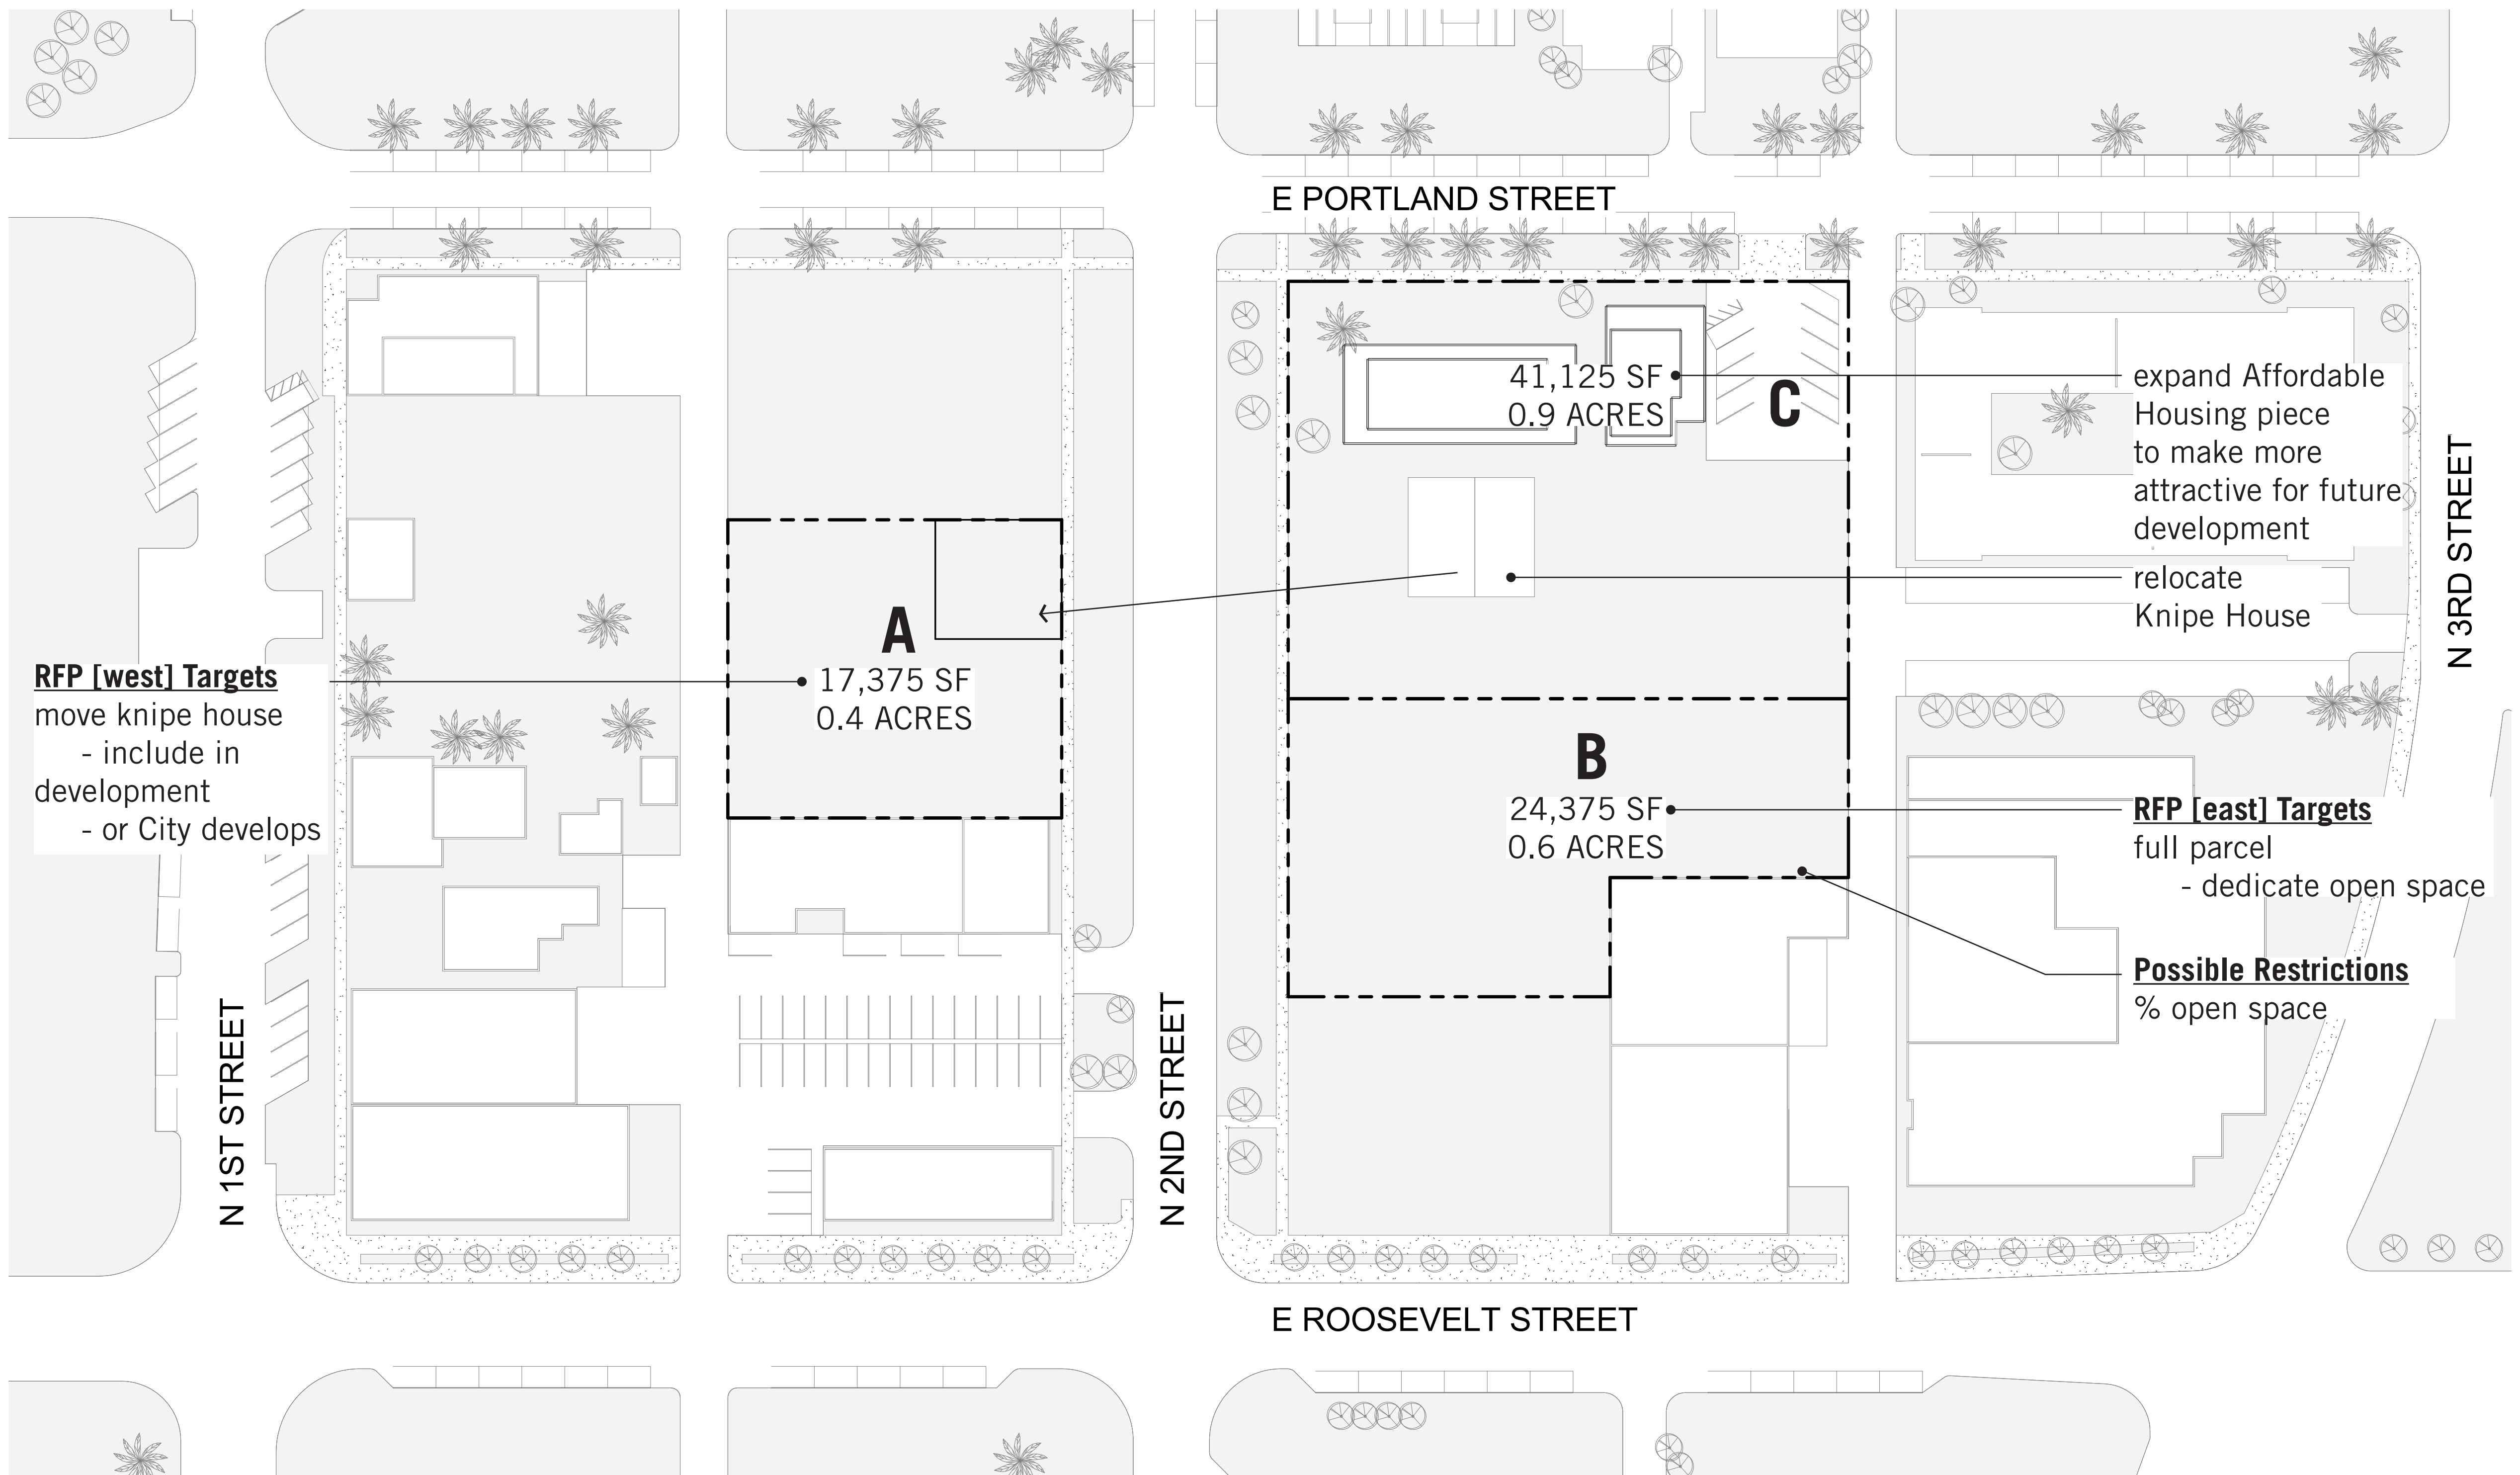 E PORTLAND STREET
41,125 SF
0.9 ACRES
C
expand Affordable
Housing piece
to make more
attractive for future
development
relocate
Knipe House
N 3RD STREET
A
17,375 SF
0.4 ACRES
RFP [west] Targets
move knipe house
- include in
development
- or City develops
B
24,375 SF
0.6 ACRES
RFP [east] Targets
full parcel
- dedicate open space
Possible Restrictions
% open space
N 1ST STREET
N 2ND STREET
E ROOSEVELT STREET